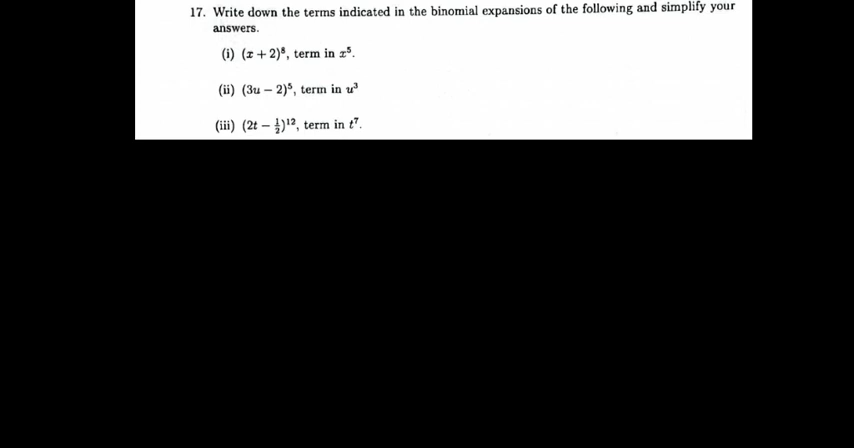 17. Write down the terms indicated in the binomial expansions of the following and simplify your
answers.
(i) (x + 2)⁸, term in x⁵.
(ii) (3u − 2)⁵, term in u³
(iii) (2t − ½)¹², term in t⁷.